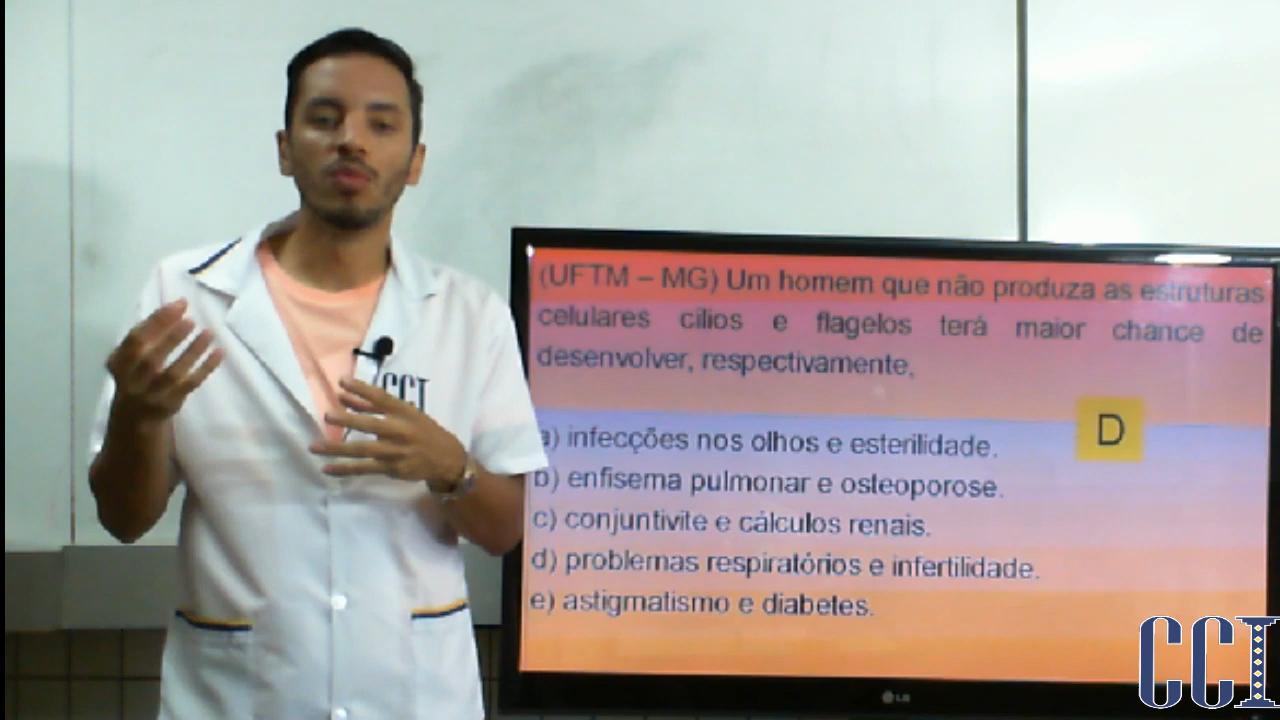 (UFTM – MG) Um homem que não produza as estruturas
celulares cílios e flagelos terá maior chance de
desenvolver, respectivamente,
D
a) infecções nos olhos e esterilidade.
b) enfisema pulmonar e osteoporose.
c) conjuntivite e cálculos renais.
d) problemas respiratórios e infertilidade.
e) astigmatismo e diabetes.
CCI
LG
CCI